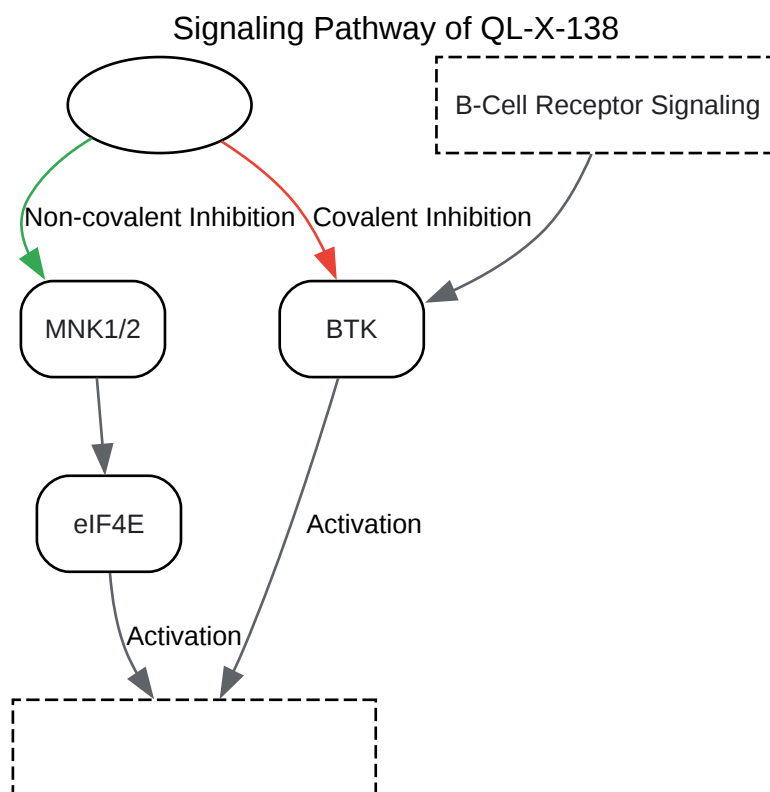 Signaling Pathway of QL-X-138
B-Cell Receptor Signaling
Non-covalent Inhibition
Covalent Inhibition
MNK1/2
BTK
eIF4E
Activation
Activation